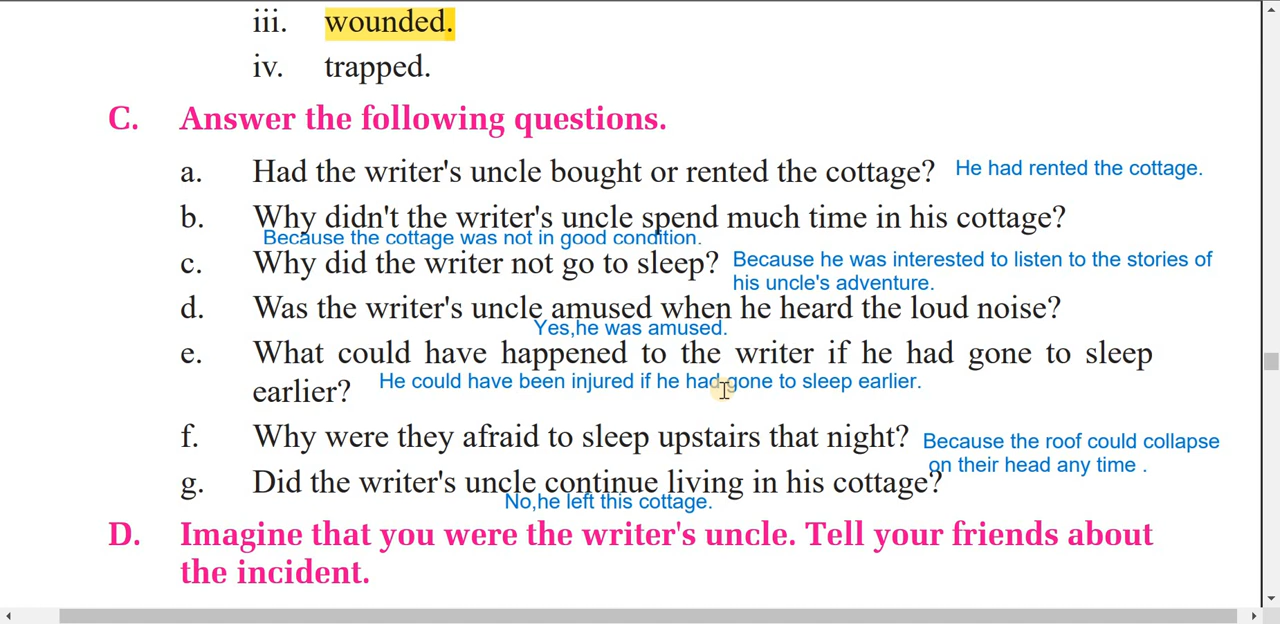 iii. wounded.
iv. trapped.
C. Answer the following questions.
a. Had the writer's uncle bought or rented the cottage? He had rented the cottage.
b. Why didn't the writer's uncle spend much time in his cottage?
Because the cottage was not in good condition.
c. Why did the writer not go to sleep? Because he was interested to listen to the stories of
his uncle's adventure.
d. Was the writer's uncle amused when he heard the loud noise?
Yes,he was amused.
e. What could have happened to the writer if he had gone to sleep
earlier? He could have been injured if he had gone to sleep earlier.
f. Why were they afraid to sleep upstairs that night? Because the roof could collapse
on their head any time .
g. Did the writer's uncle continue living in his cottage?
No,he left this cottage.
D. Imagine that you were the writer's uncle. Tell your friends about
the incident.